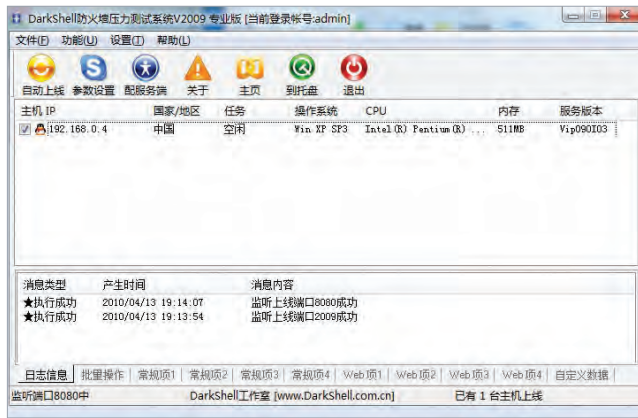 DarkShell防火墙压力测试系统V2009 专业版 [当前登录帐号:admin]
文件(F) 功能(U) 设置(I) 帮助(L)
自动上线 参数设置 配服务端 关于 主页 到托盘 退出
主机 IP 国家/地区 任务 操作系统 CPU 内存 服务版本
192.168.0.4 中国 空闲 Win XP SP3 Intel(R) Pentium(R) ... 511MB Vip090103
消息类型 产生时间 消息内容
★执行成功 2010/04/13 19:14:07 监听上线端口8080成功
★执行成功 2010/04/13 19:13:54 监听上线端口2009成功
日志信息 批里操作 常规项1 常规项2 常规项3 常规项4 Web项1 Web项2 Web项3 Web项4 自定义数据
监听端口8080中 DarkShell工作室 [www.DarkShell.com.cn] 已有 1 台主机上线